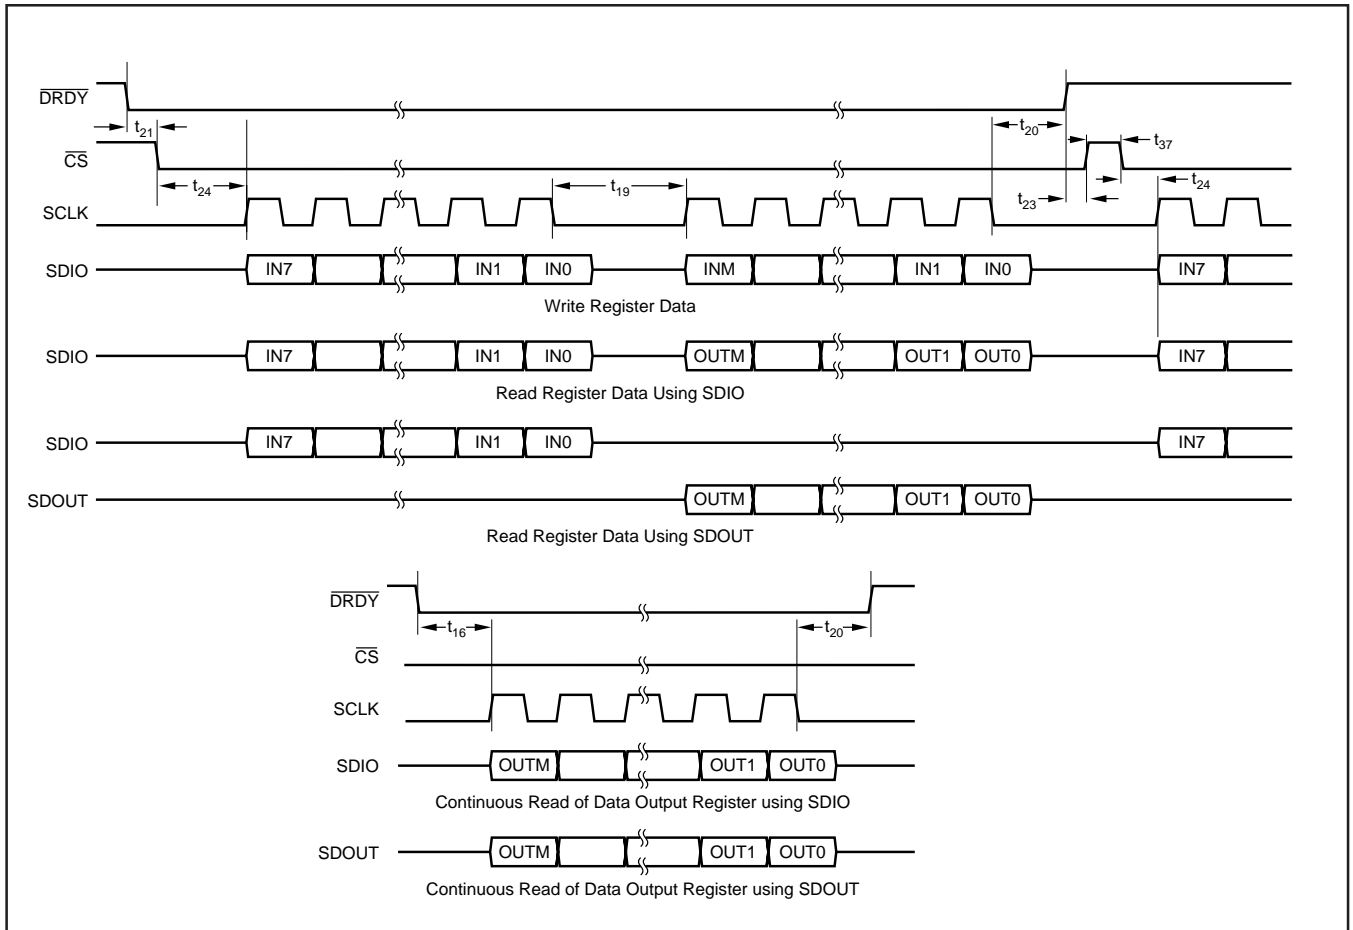 DRDY
t21
t20
t37
CS
t24
t19
t24
SCLK
t23
SDIO IN7 IN1 IN0 INM IN1 IN0 IN7
Write Register Data
SDIO IN7 IN1 IN0 OUTM OUT1 OUT0 IN7
Read Register Data Using SDIO
SDIO IN7 IN1 IN0 IN7
SDOUT OUTM OUT1 OUT0
Read Register Data Using SDOUT
DRDY
t16 t20
CS
SCLK
SDIO OUTM OUT1 OUT0
Continuous Read of Data Output Register using SDIO
SDOUT OUTM OUT1 OUT0
Continuous Read of Data Output Register using SDOUT